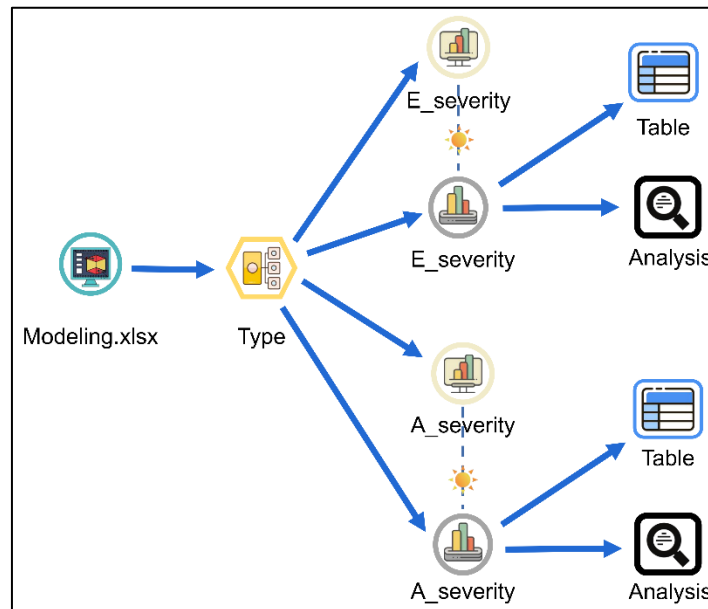 E_severity
Table
E_severity
Analysis
Modeling.xlsx
Type
A_severity
Table
A_severity
Analysis